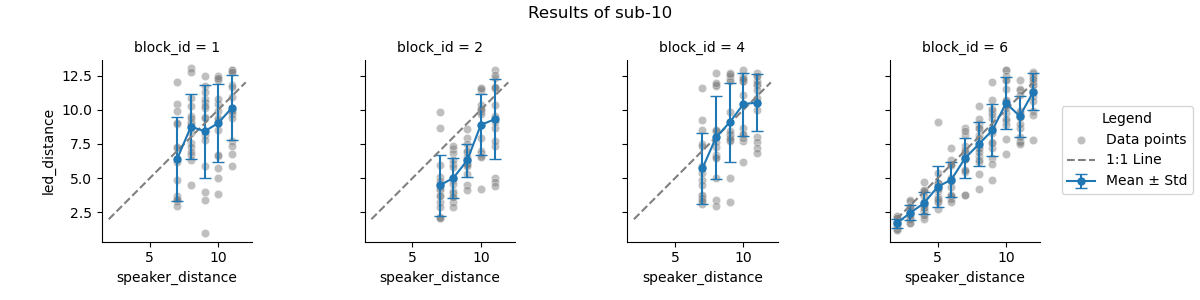 Results of sub-10
block_id = 1
block_id = 2
block_id = 4
block_id = 6
12.5
10.0
7.5
5.0
2.5
led_distance
5 10
5 10
5 10
5 10
speaker_distance
speaker_distance
speaker_distance
speaker_distance
Legend
Data points
1:1 Line
Mean ± Std